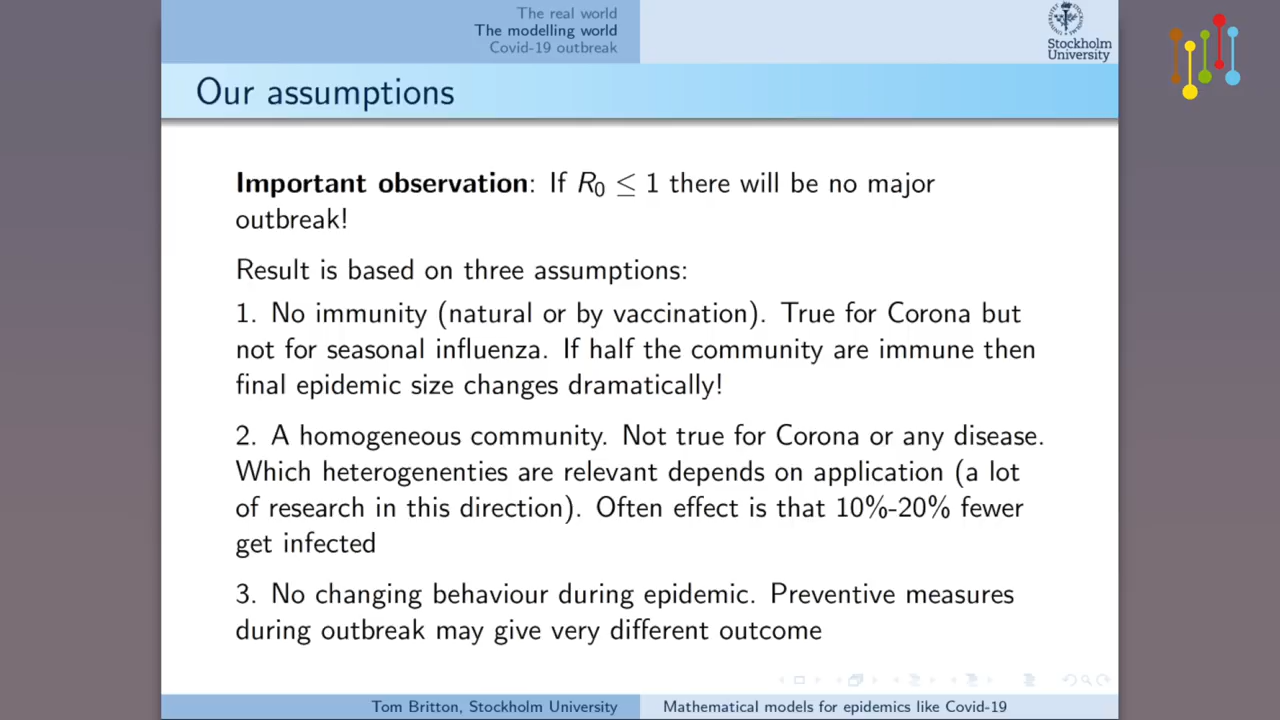 The real world
The modelling world
Covid-19 outbreak
Stockholm
University
Our assumptions
Important observation: If R₀ ≤ 1 there will be no major
outbreak!
Result is based on three assumptions:
1. No immunity (natural or by vaccination). True for Corona but
not for seasonal influenza. If half the community are immune then
final epidemic size changes dramatically!
2. A homogeneous community. Not true for Corona or any disease.
Which heterogenenties are relevant depends on application (a lot
of research in this direction). Often effect is that 10%-20% fewer
get infected
3. No changing behaviour during epidemic. Preventive measures
during outbreak may give very different outcome
Tom Britton, Stockholm University
Mathematical models for epidemics like Covid-19